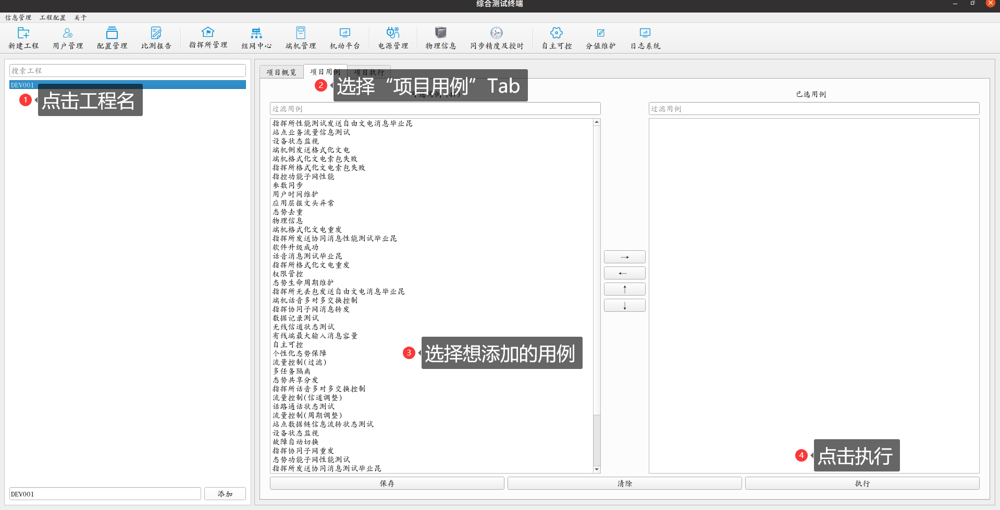 综合测试终端
信息管理 工程配置 关于
新建工程 用户管理 配置管理 比测报告 指挥所管理 组网中心 端机管理 机动平台 电源管理 物理信息 同步精度及授时 自主可控 分值维护 日志系统
搜索工程
DEV001
1 点击工程名
DEV001 添加
项目概览 项目用例 项目执行
2 选择“项目用例”Tab
可选用例
过滤用例
指挥所性能测试发送自由文电消息毕业昆
站点业务流量信息测试
设备状态监视
端机侧发送格式化文电
端机格式化文电索包失败
指挥所格式化文电索包失败
指控功能子网性能
参数同步
用户时间维护
应用层报文头异常
态势去重
物理信息
端机格式化文电重发
指挥所发送协同消息性能测试毕业昆
软件升级成功
话音消息测试毕业昆
指挥所格式化文电重发
权限管控
态势生命周期维护
指挥所无丢包发送自由文电消息毕业昆
端机话音多对多交换控制
指挥协同子网消息转发
数据记录测试
无线信道状态测试
有线端最大输入消息容量
自主可控
个性化态势保障
流量控制(过滤)
多任务隔离
态势共享分发
指挥所话音多对多交换控制
流量控制(信道调整)
话路通话状态测试
流量控制(周期调整)
站点数据链信息流转状态测试
设备状态监视
故障自动切换
指挥协同子网重发
态势功能子网性能测试
指挥所发送协同消息测试毕业昆
3 选择想添加的用例
→
←
↑
↓
已选用例
过滤用例
4 点击执行
保存 清除 执行